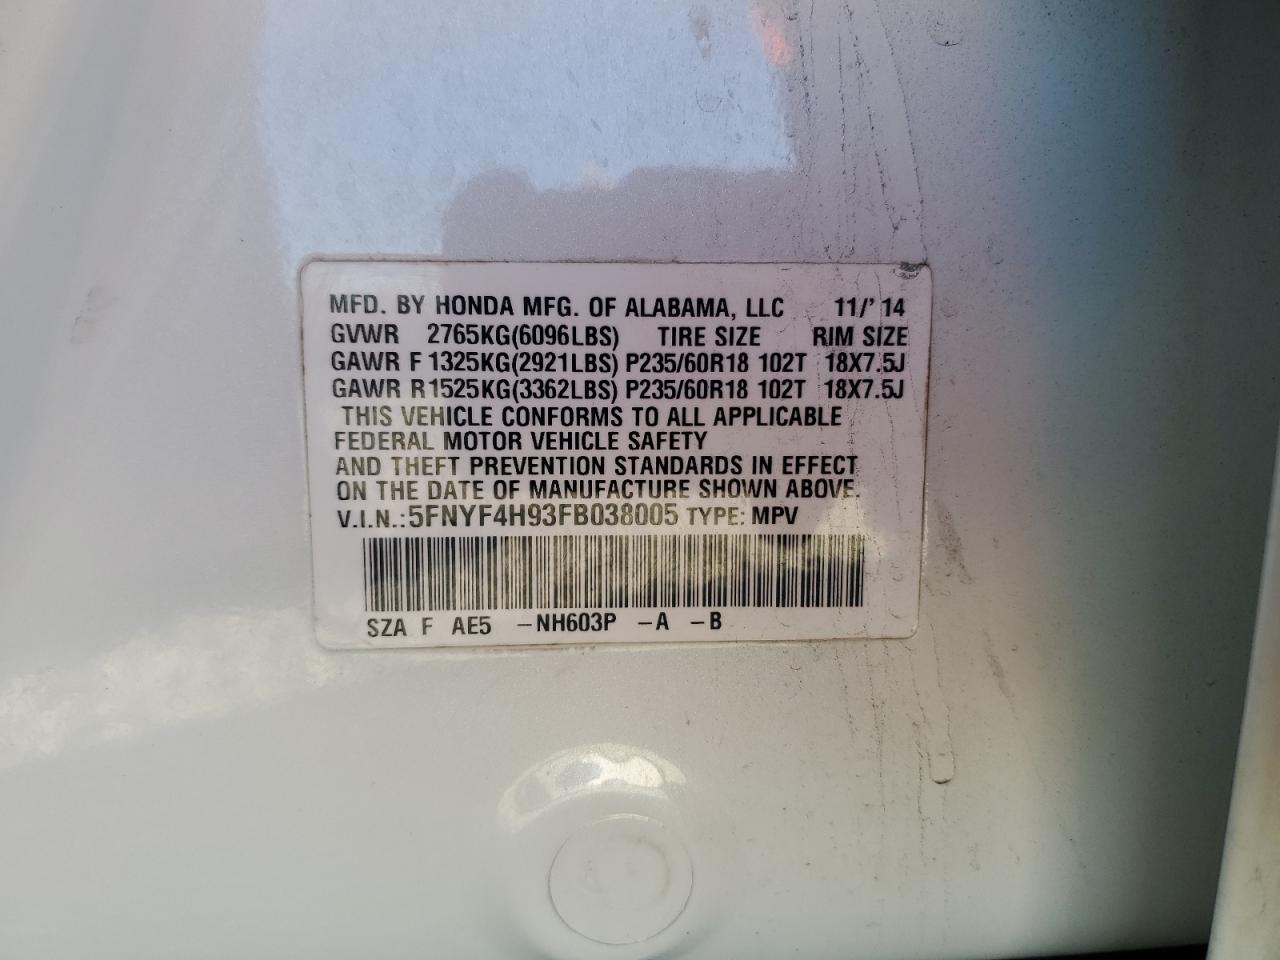 MFD. BY HONDA MFG. OF ALABAMA, LLC 11/'14
GVWR 2765KG(6096LBS) TIRE SIZE RIM SIZE
GAWR F 1325KG(2921LBS) P235/60R18 102T 18X7.5J
GAWR R1525KG(3362LBS) P235/60R18 102T 18X7.5J
THIS VEHICLE CONFORMS TO ALL APPLICABLE
FEDERAL MOTOR VEHICLE SAFETY
AND THEFT PREVENTION STANDARDS IN EFFECT
ON THE DATE OF MANUFACTURE SHOWN ABOVE.
V.I.N.:5FNYF4H93FB038005 TYPE: MPV
SZA F AE5 -NH603P -A -B